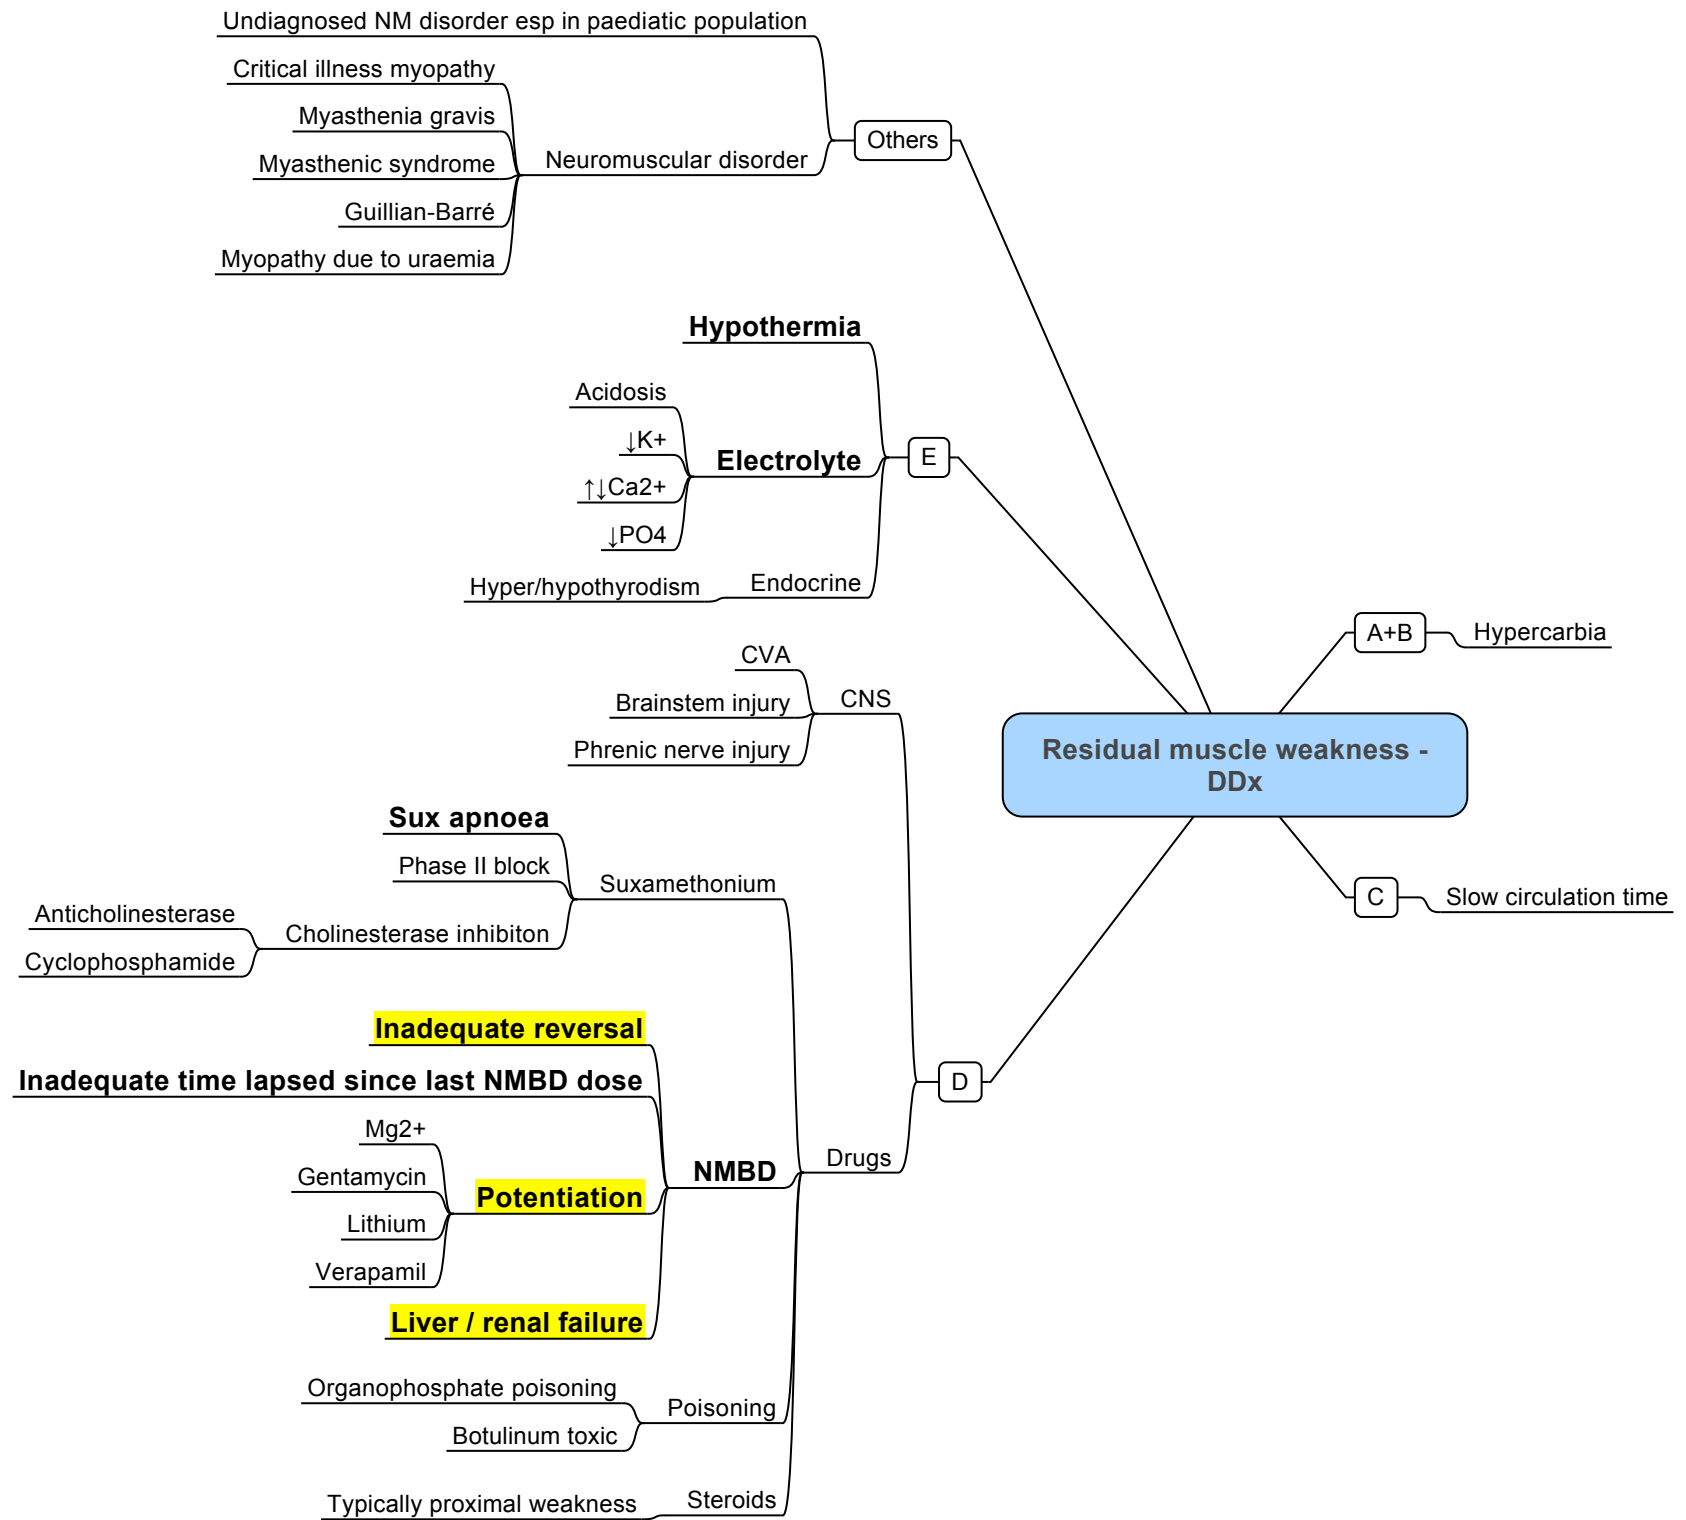 Undiagnosed NM disorder esp in paediatic population
Critical illness myopathy
Myasthenia gravis
Myasthenic syndrome
Guillian-Barré
Myopathy due to uraemia
Neuromuscular disorder
Others
Hypothermia
Acidosis
↓K+
↑↓Ca2+
↓PO4
Electrolyte
E
Hyper/hypothyrodism
Endocrine
A+B
Hypercarbia
Residual muscle weakness -
DDx
C
Slow circulation time
CVA
Brainstem injury
Phrenic nerve injury
CNS
Sux apnoea
Phase II block
Suxamethonium
Anticholinesterase
Cyclophosphamide
Cholinesterase inhibiton
D
Drugs
Inadequate reversal
Inadequate time lapsed since last NMBD dose
Mg2+
Gentamycin
Lithium
Verapamil
Potentiation
NMBD
Liver / renal failure
Organophosphate poisoning
Botulinum toxic
Poisoning
Typically proximal weakness
Steroids